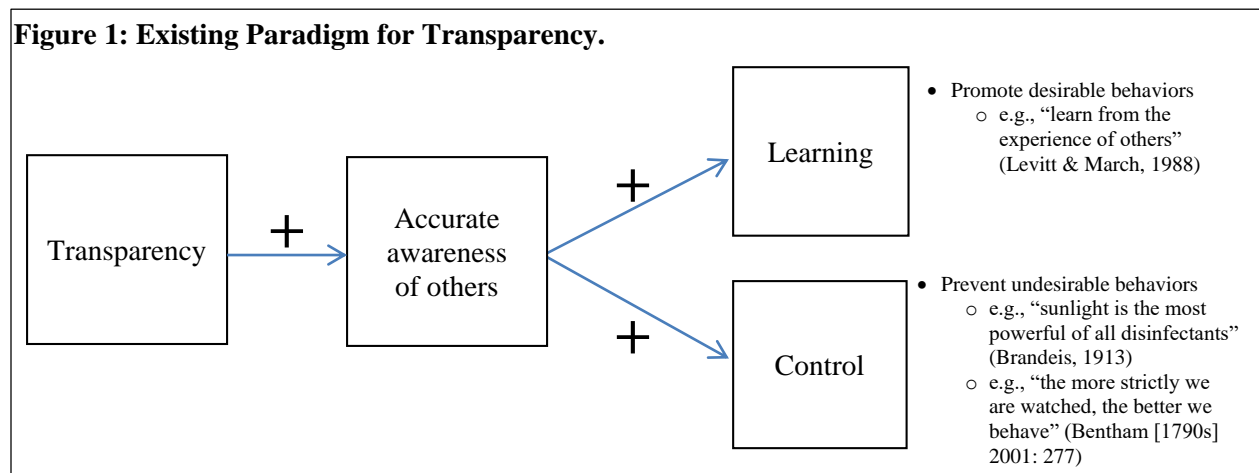 Figure 1: Existing Paradigm for Transparency.
Transparency
+
Accurate
awareness
of others
+
+
Learning
• Promote desirable behaviors
o e.g., “learn from the
experience of others”
(Levitt & March, 1988)
Control
• Prevent undesirable behaviors
o e.g., “sunlight is the most
powerful of all disinfectants”
(Brandeis, 1913)
o e.g., “the more strictly we
are watched, the better we
behave” (Bentham [1790s]
2001: 277)